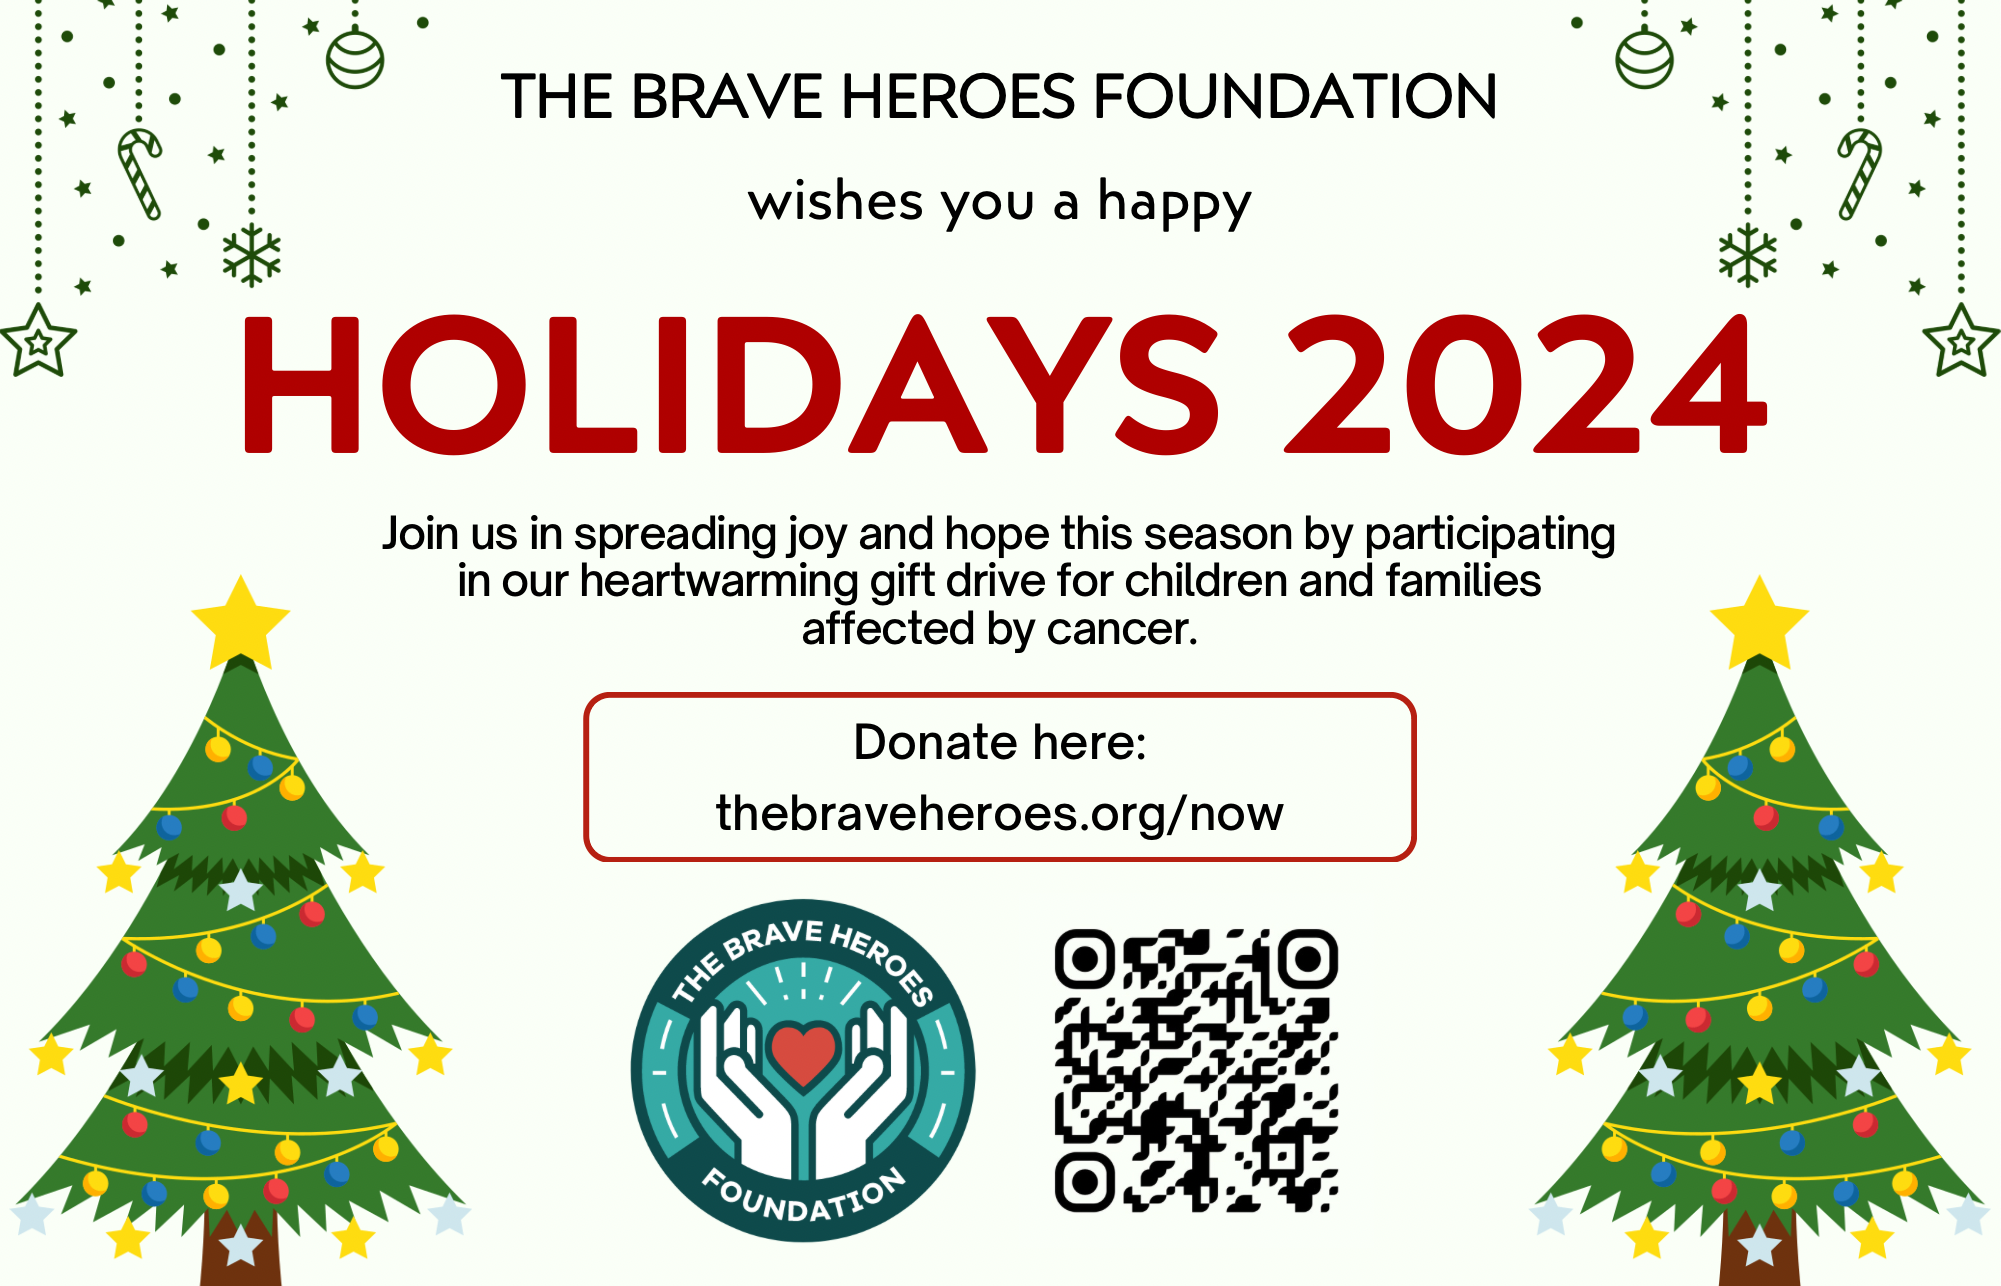 THE BRAVE HEROES FOUNDATION
wishes you a happy
HOLIDAYS 2024
Join us in spreading joy and hope this season by participating
in our heartwarming gift drive for children and families
affected by cancer.
Donate here:
thebraveheroes.org/now
THE BRAVE HEROES
FOUNDATION